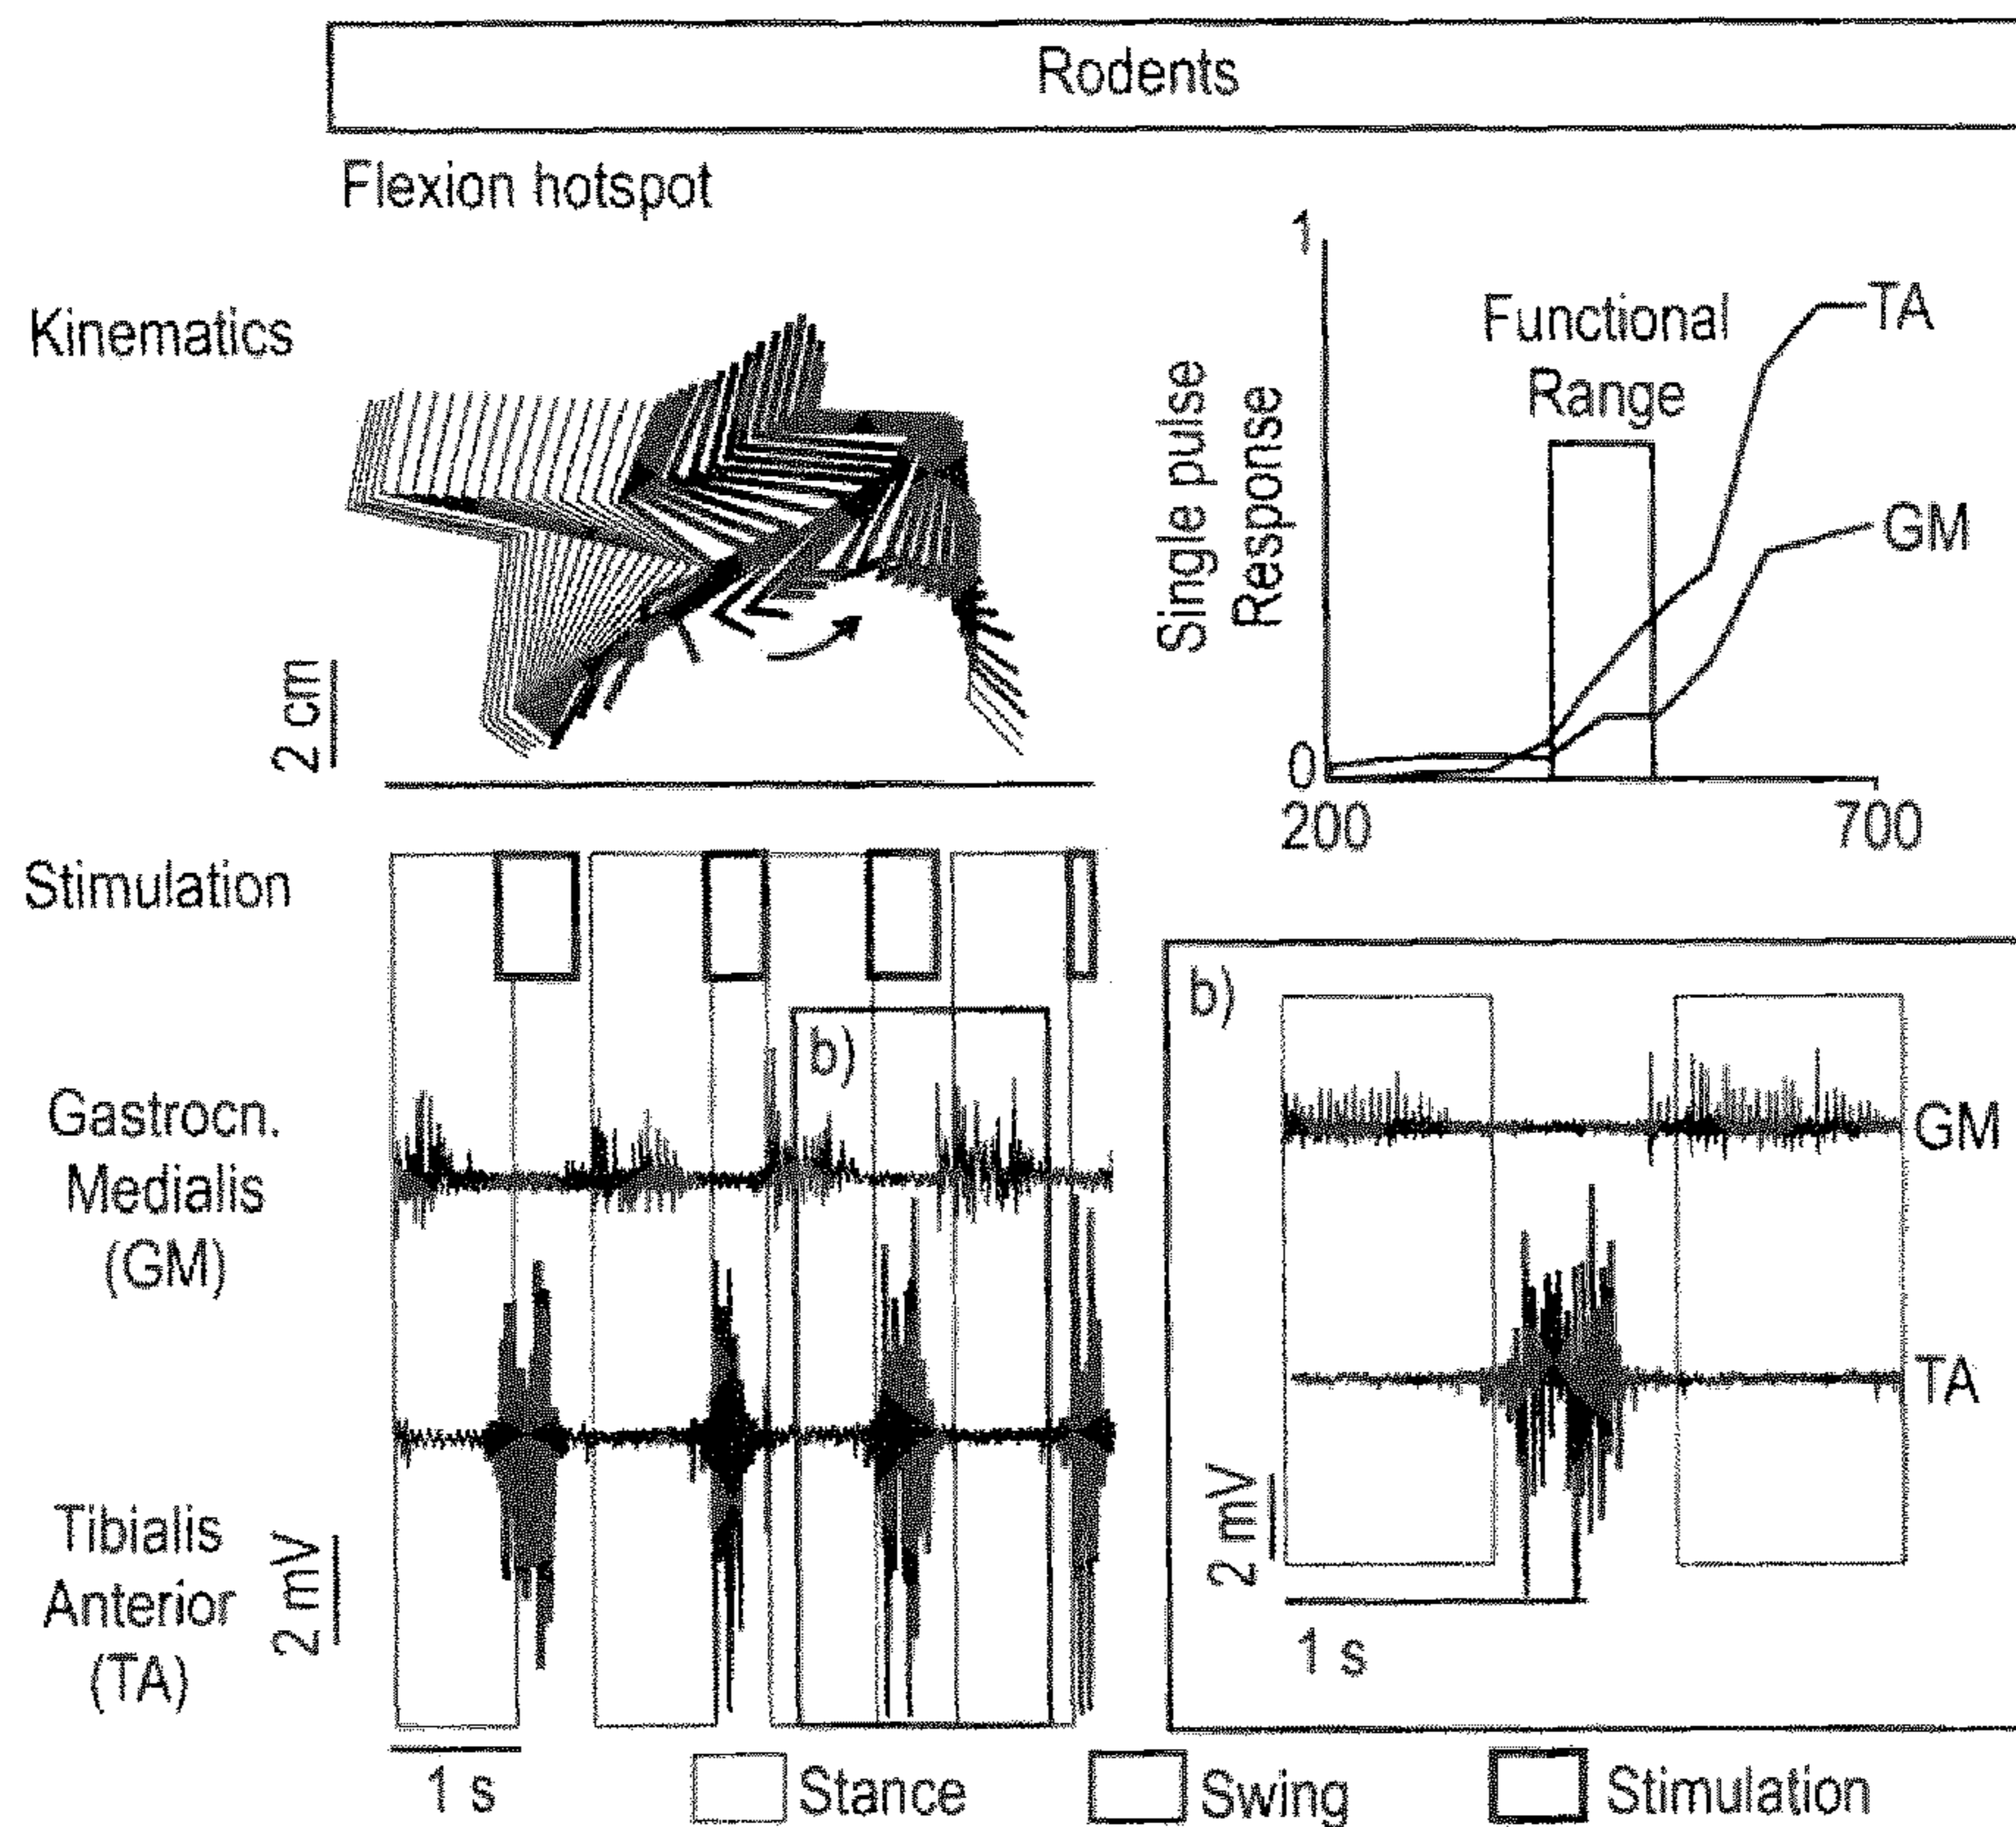 Rodents
Flexion hotspot
Kinematics
2 cm
Single pulse
Response
1
0
200
700
Functional
Range
TA
GM
Stimulation
Gastrocn.
Medialis
(GM)
Tibialis
Anterior
(TA)
2 mV
b)
1 s
b)
GM
TA
2 mV
1 s
Stance
Swing
Stimulation